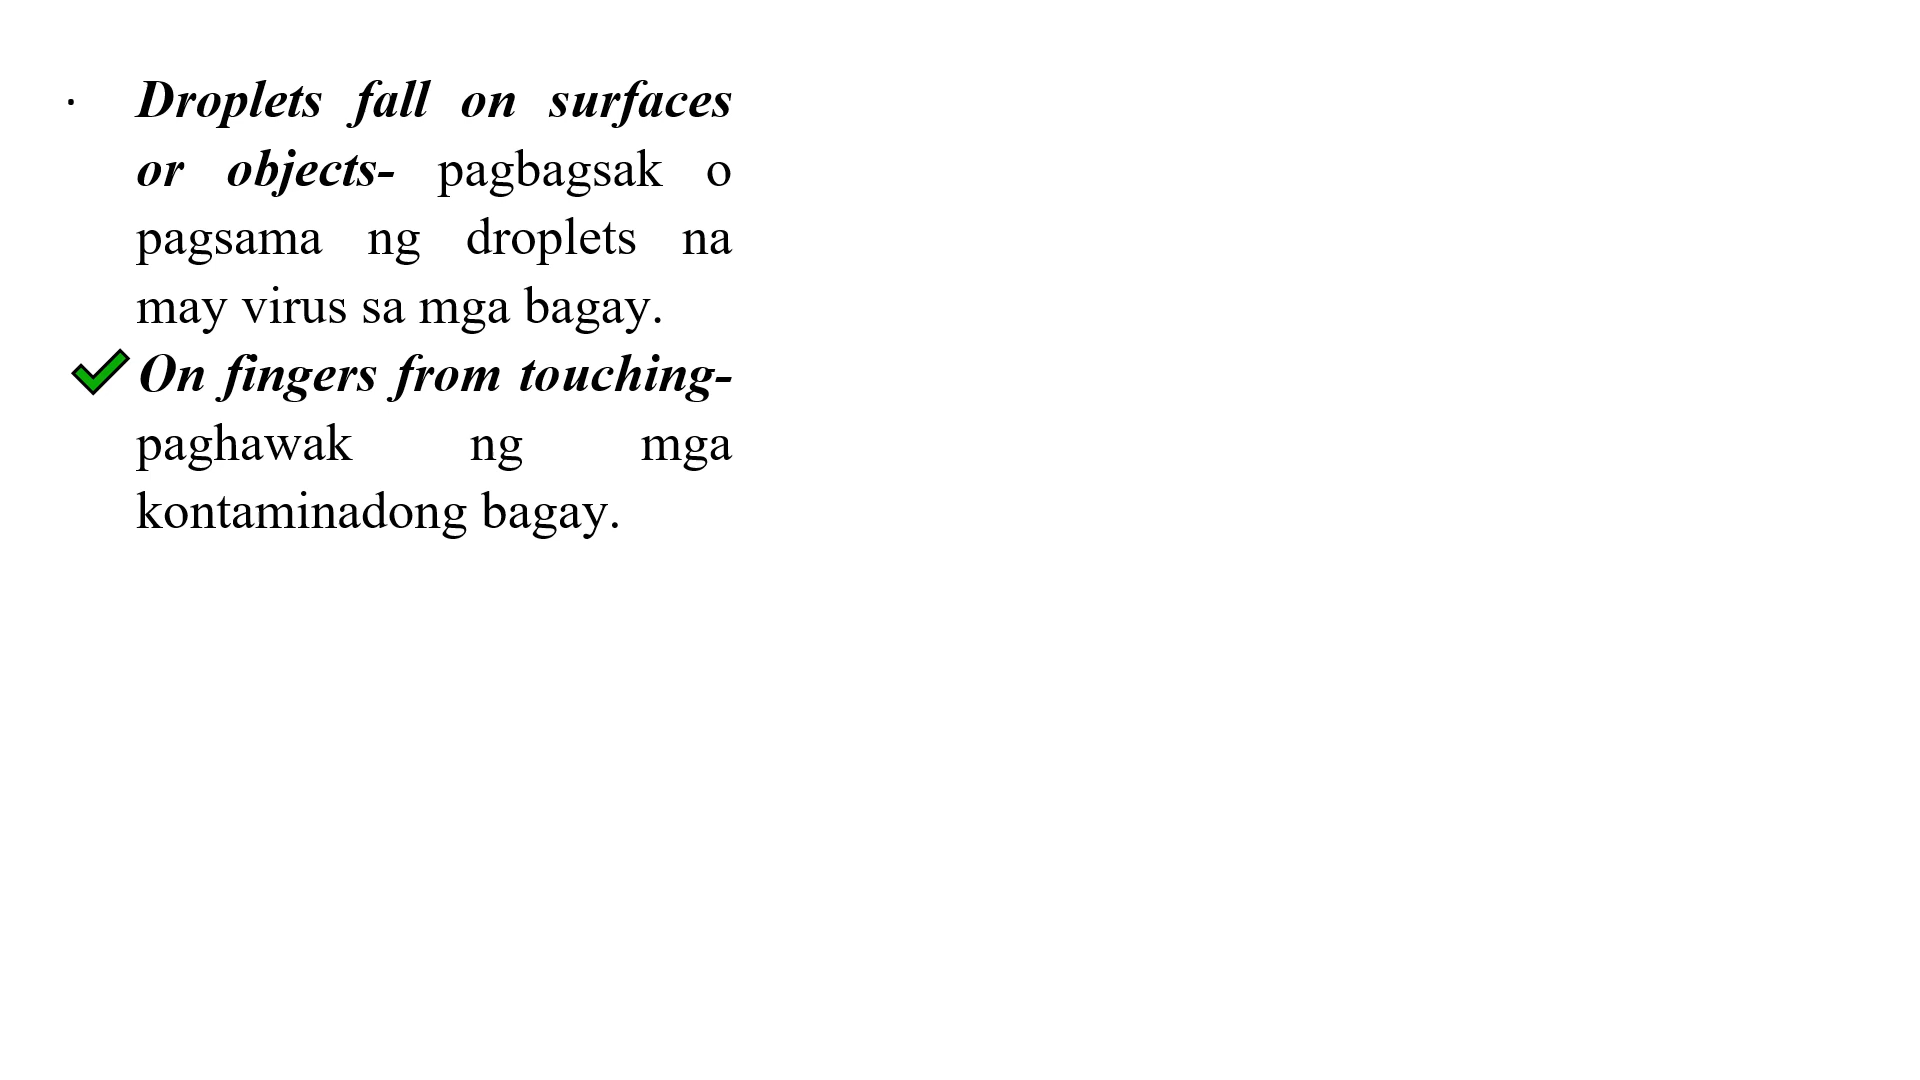 · Droplets fall on surfaces
or objects- pagbagsak o
pagsama ng droplets na
may virus sa mga bagay.
✔ On fingers from touching-
paghawak ng mga
kontaminadong bagay.